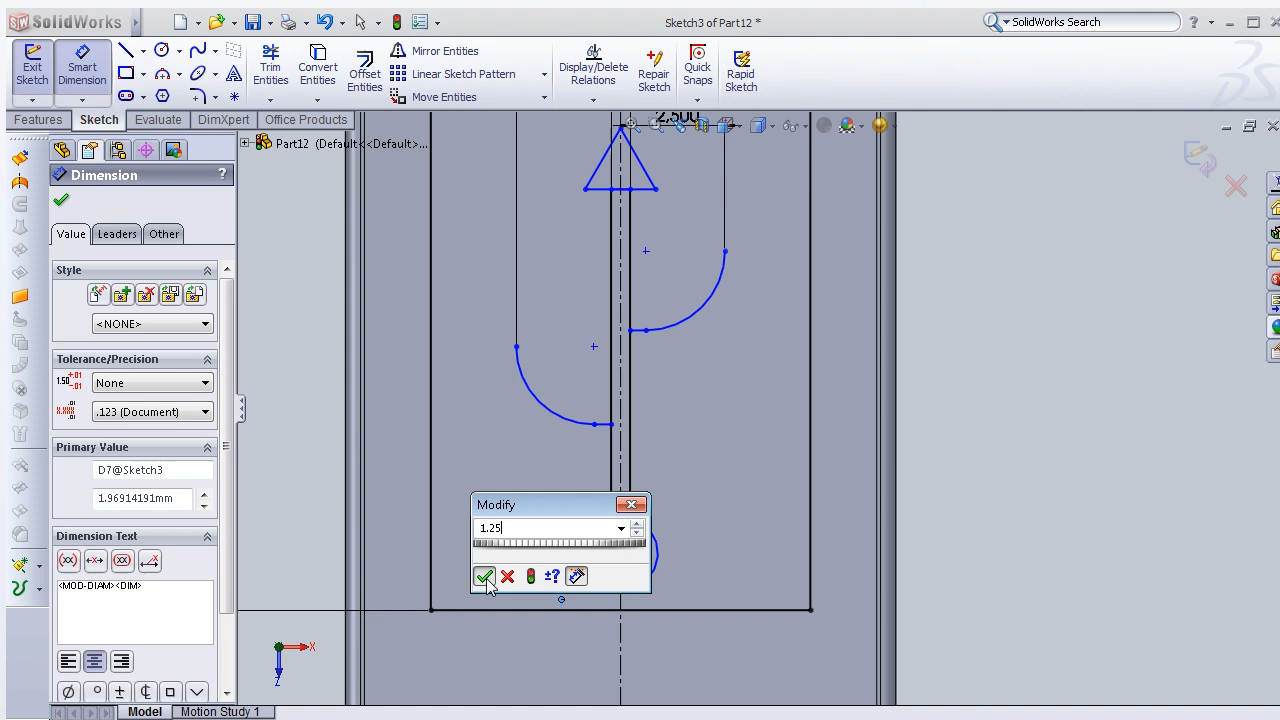 SolidWorks
Sketch3 of Part12 *
SolidWorks Search
?
Exit
Sketch
Smart
Dimension
Trim
Entities
Convert
Entities
Offset
Entities
Mirror Entities
Linear Sketch Pattern
Move Entities
Display/Delete
Relations
Repair
Sketch
Quick
Snaps
Rapid
Sketch
Features
Sketch
Evaluate
DimXpert
Office Products
2.500
Part12 (Default<<Default>...
Dimension
?
Value
Leaders
Other
Style
<NONE>
Tolerance/Precision
None
.123 (Document)
Primary Value
D7@Sketch3
1.96914191mm
Dimension Text
<MOD-DIAM><DIM>
Modify
1.25
±?
X
Z
Model
Motion Study 1